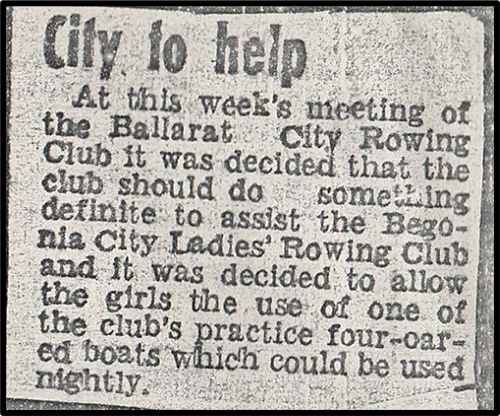 City to help
At this week's meeting of
the Ballarat City Rowing
Club it was decided that the
club should do something
definite to assist the Bego-
nia City Ladies' Rowing Club
and it was decided to allow
the girls the use of one of
the club's practice four-oar-
ed boats which could be used
nightly.